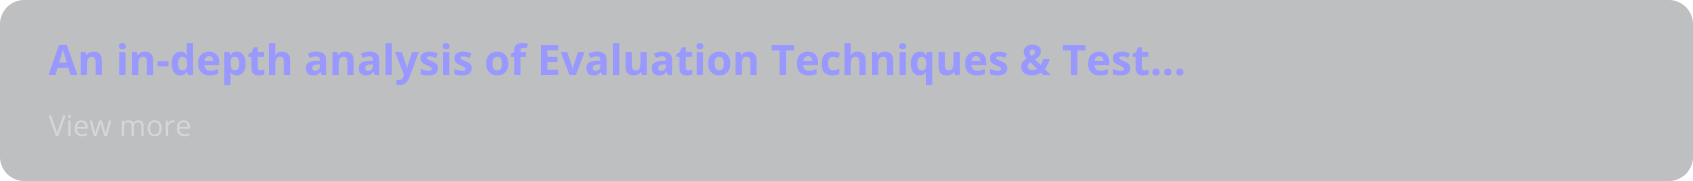 An in-depth analysis of Evaluation Techniques & Test...
View more